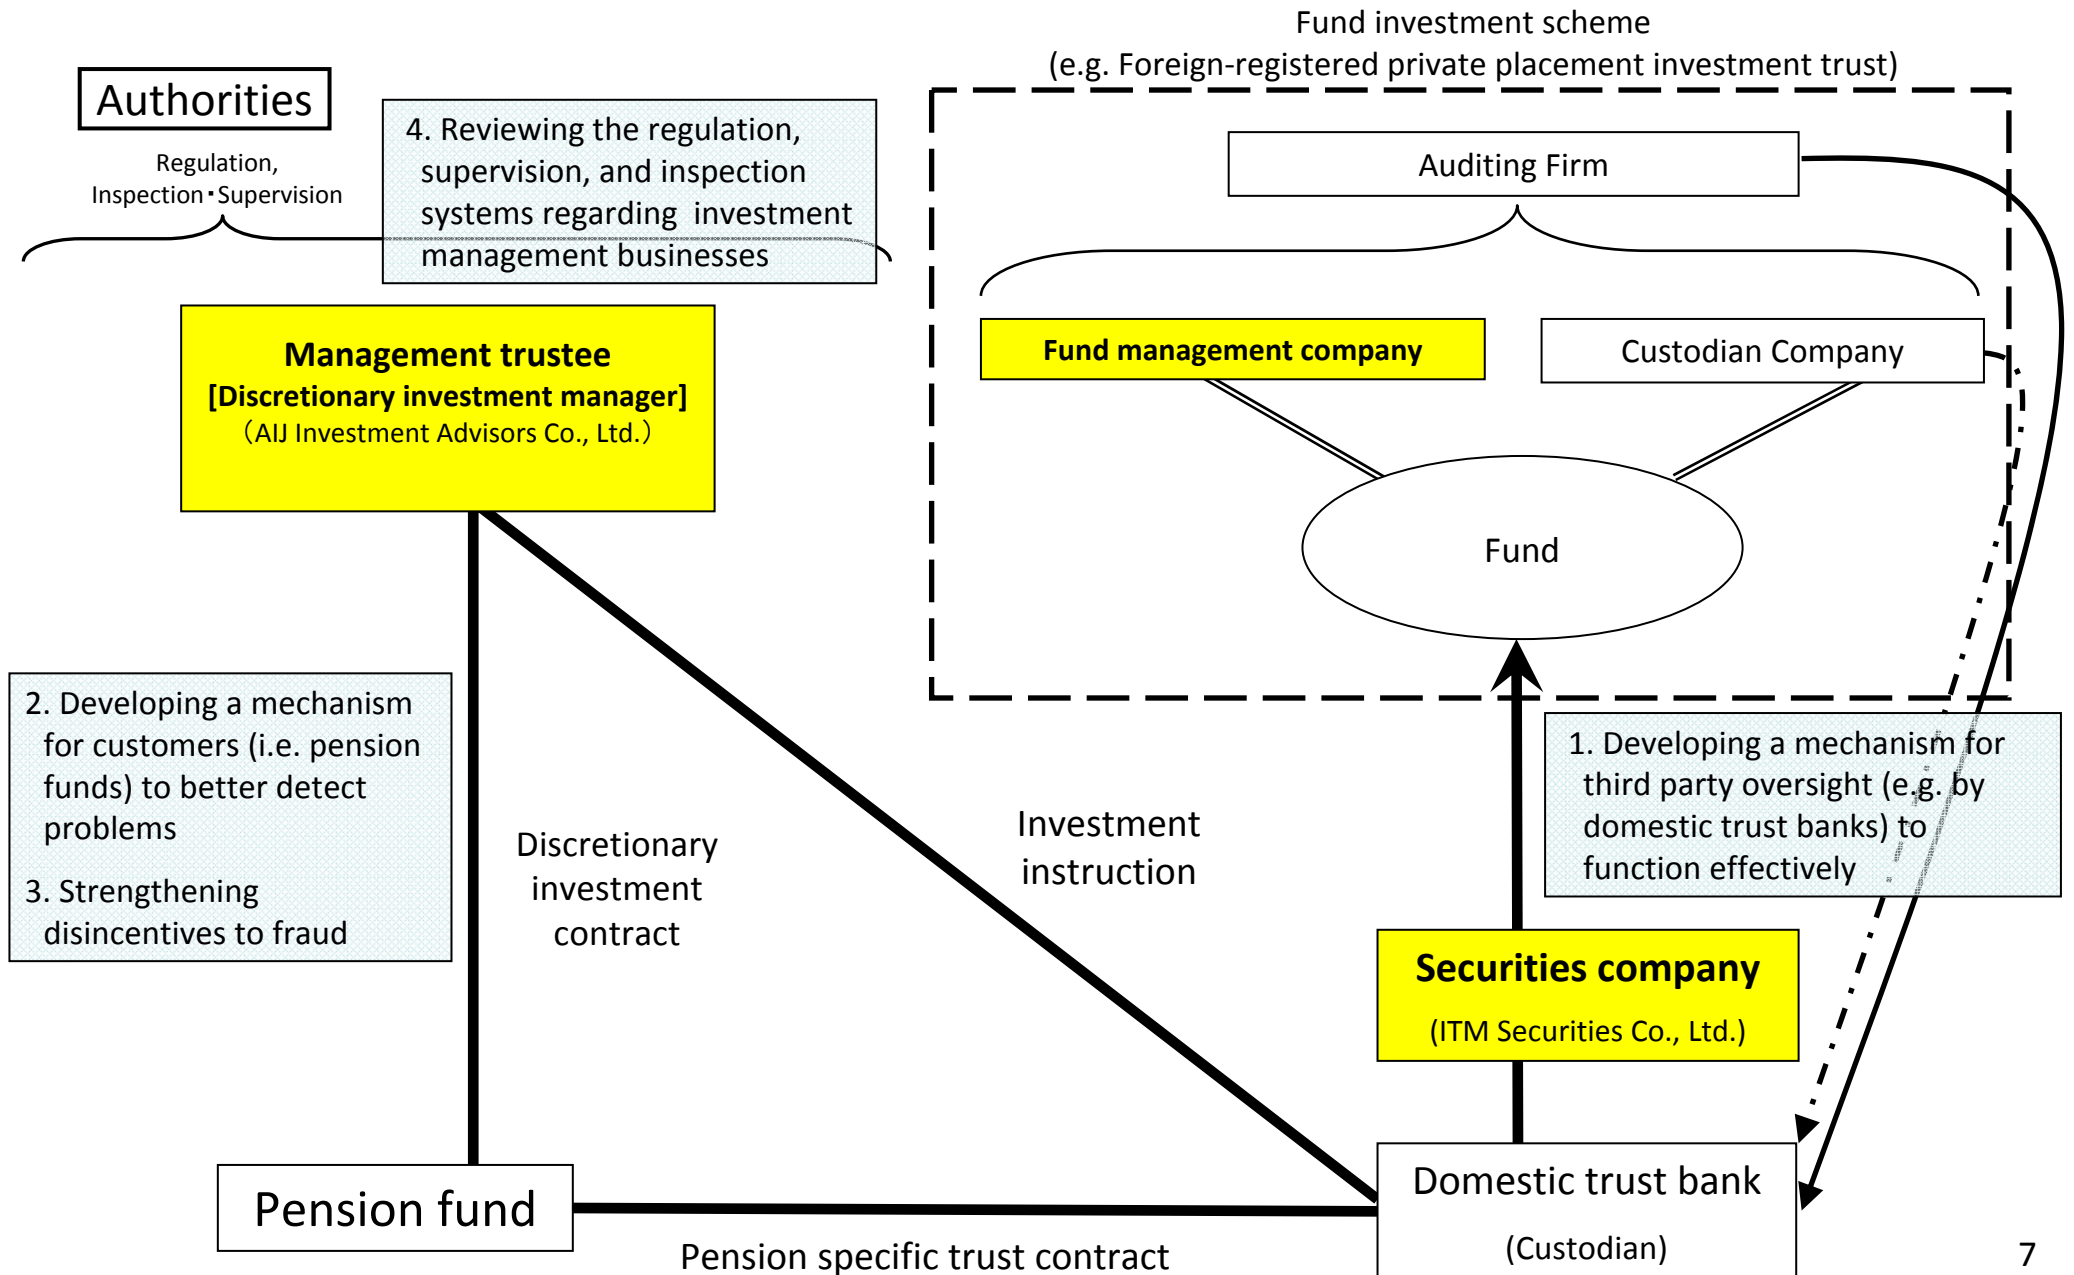 Fund investment scheme
(e.g. Foreign-registered private placement investment trust)
Authorities
Regulation,
Inspection・Supervision
4. Reviewing the regulation,
supervision, and inspection
systems regarding investment
management businesses
Auditing Firm
Management trustee
[Discretionary investment manager]
（AIJ Investment Advisors Co., Ltd.）
Fund management company
Custodian Company
Fund
2. Developing a mechanism
for customers (i.e. pension
funds) to better detect
problems
3. Strengthening
disincentives to fraud
Discretionary
investment
contract
Investment
instruction
1. Developing a mechanism for
third party oversight (e.g. by
domestic trust banks) to
function effectively
Securities company
(ITM Securities Co., Ltd.)
Pension fund
Pension specific trust contract
Domestic trust bank
(Custodian)
7